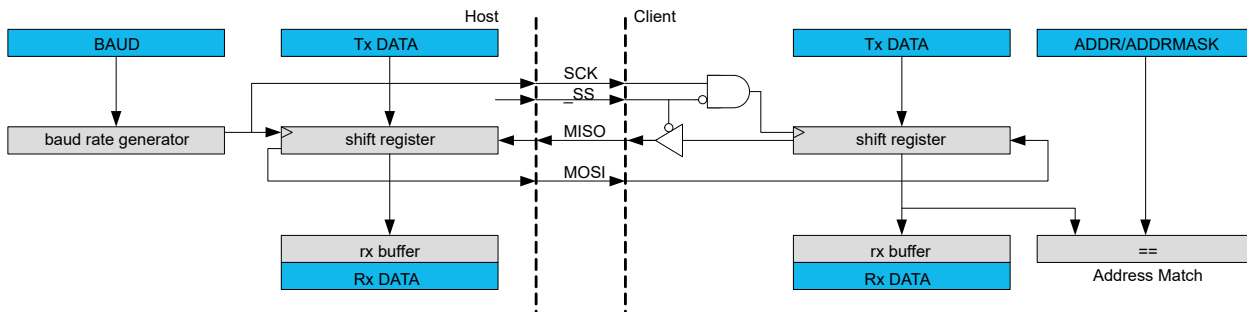 Host
Client
BAUD
Tx DATA
Tx DATA
ADDR/ADDRMASK
SCK
_SS
baud rate generator
shift register
MISO
shift register
MOSI
rx buffer
rx buffer
==
Rx DATA
Rx DATA
Address Match